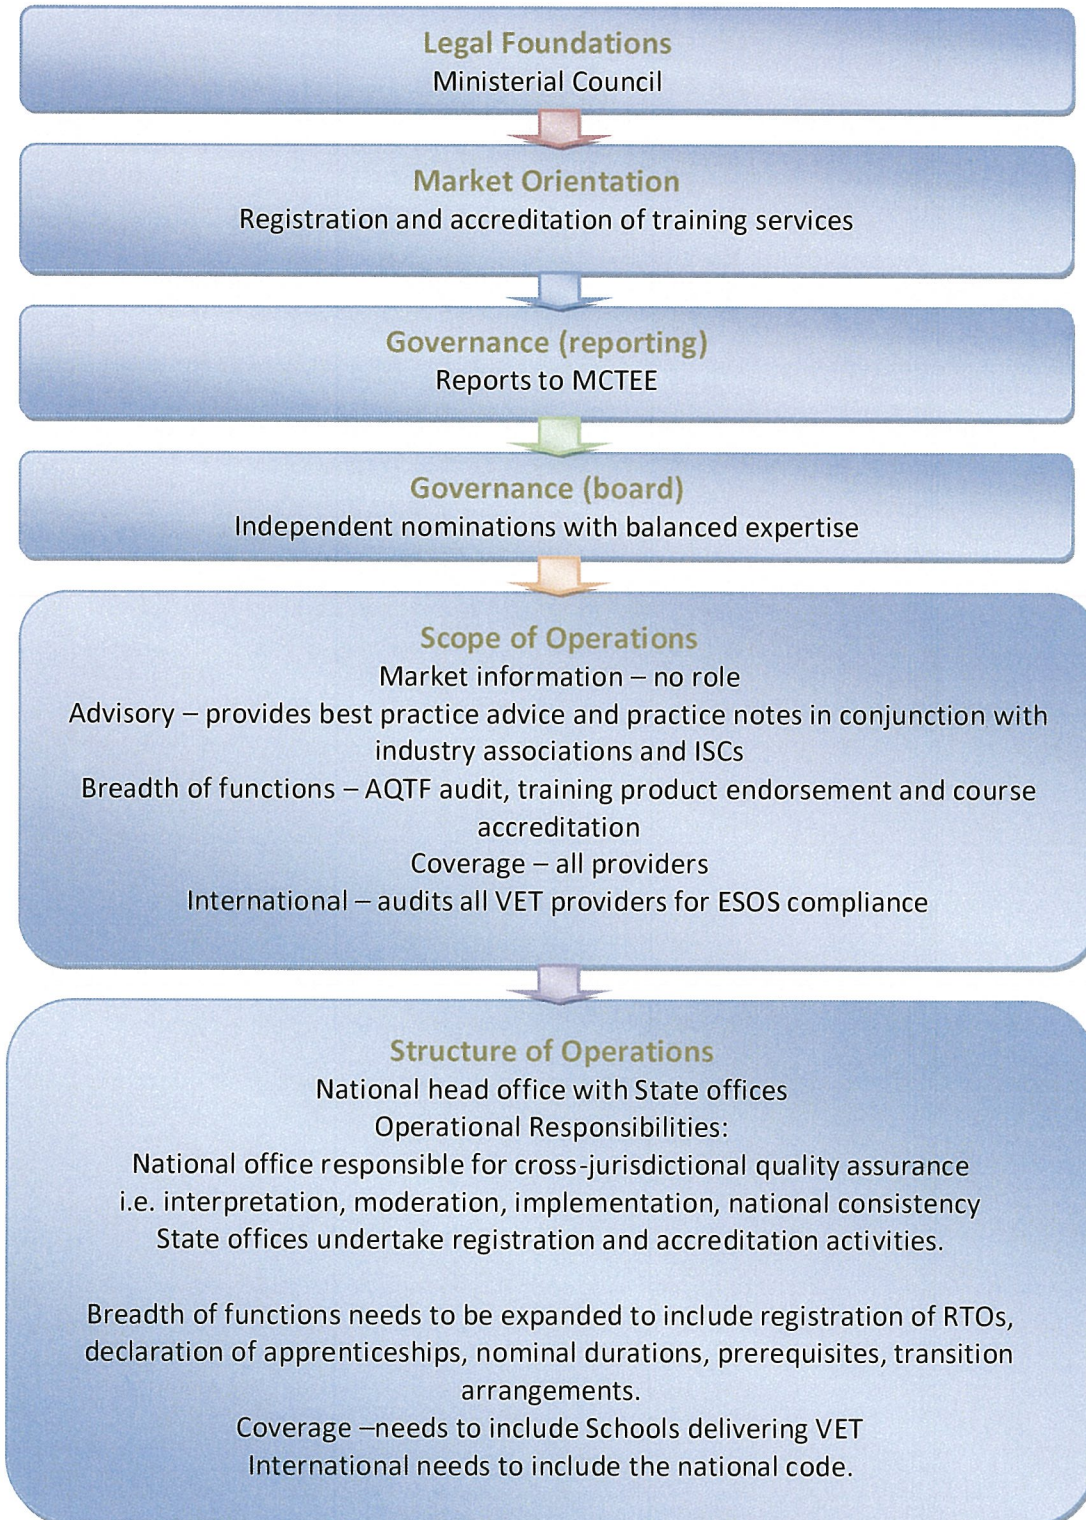 Legal Foundations
Ministerial Council
Market Orientation
Registration and accreditation of training services
Governance (reporting)
Reports to MCTEE
Governance (board)
Independent nominations with balanced expertise
Scope of Operations
Market information – no role
Advisory – provides best practice advice and practice notes in conjunction with
industry associations and ISCs
Breadth of functions – AQTF audit, training product endorsement and course
accreditation
Coverage – all providers
International – audits all VET providers for ESOS compliance
Structure of Operations
National head office with State offices
Operational Responsibilities:
National office responsible for cross-jurisdictional quality assurance
i.e. interpretation, moderation, implementation, national consistency
State offices undertake registration and accreditation activities.
Breadth of functions needs to be expanded to include registration of RTOs,
declaration of apprenticeships, nominal durations, prerequisites, transition
arrangements.
Coverage –needs to include Schools delivering VET
International needs to include the national code.